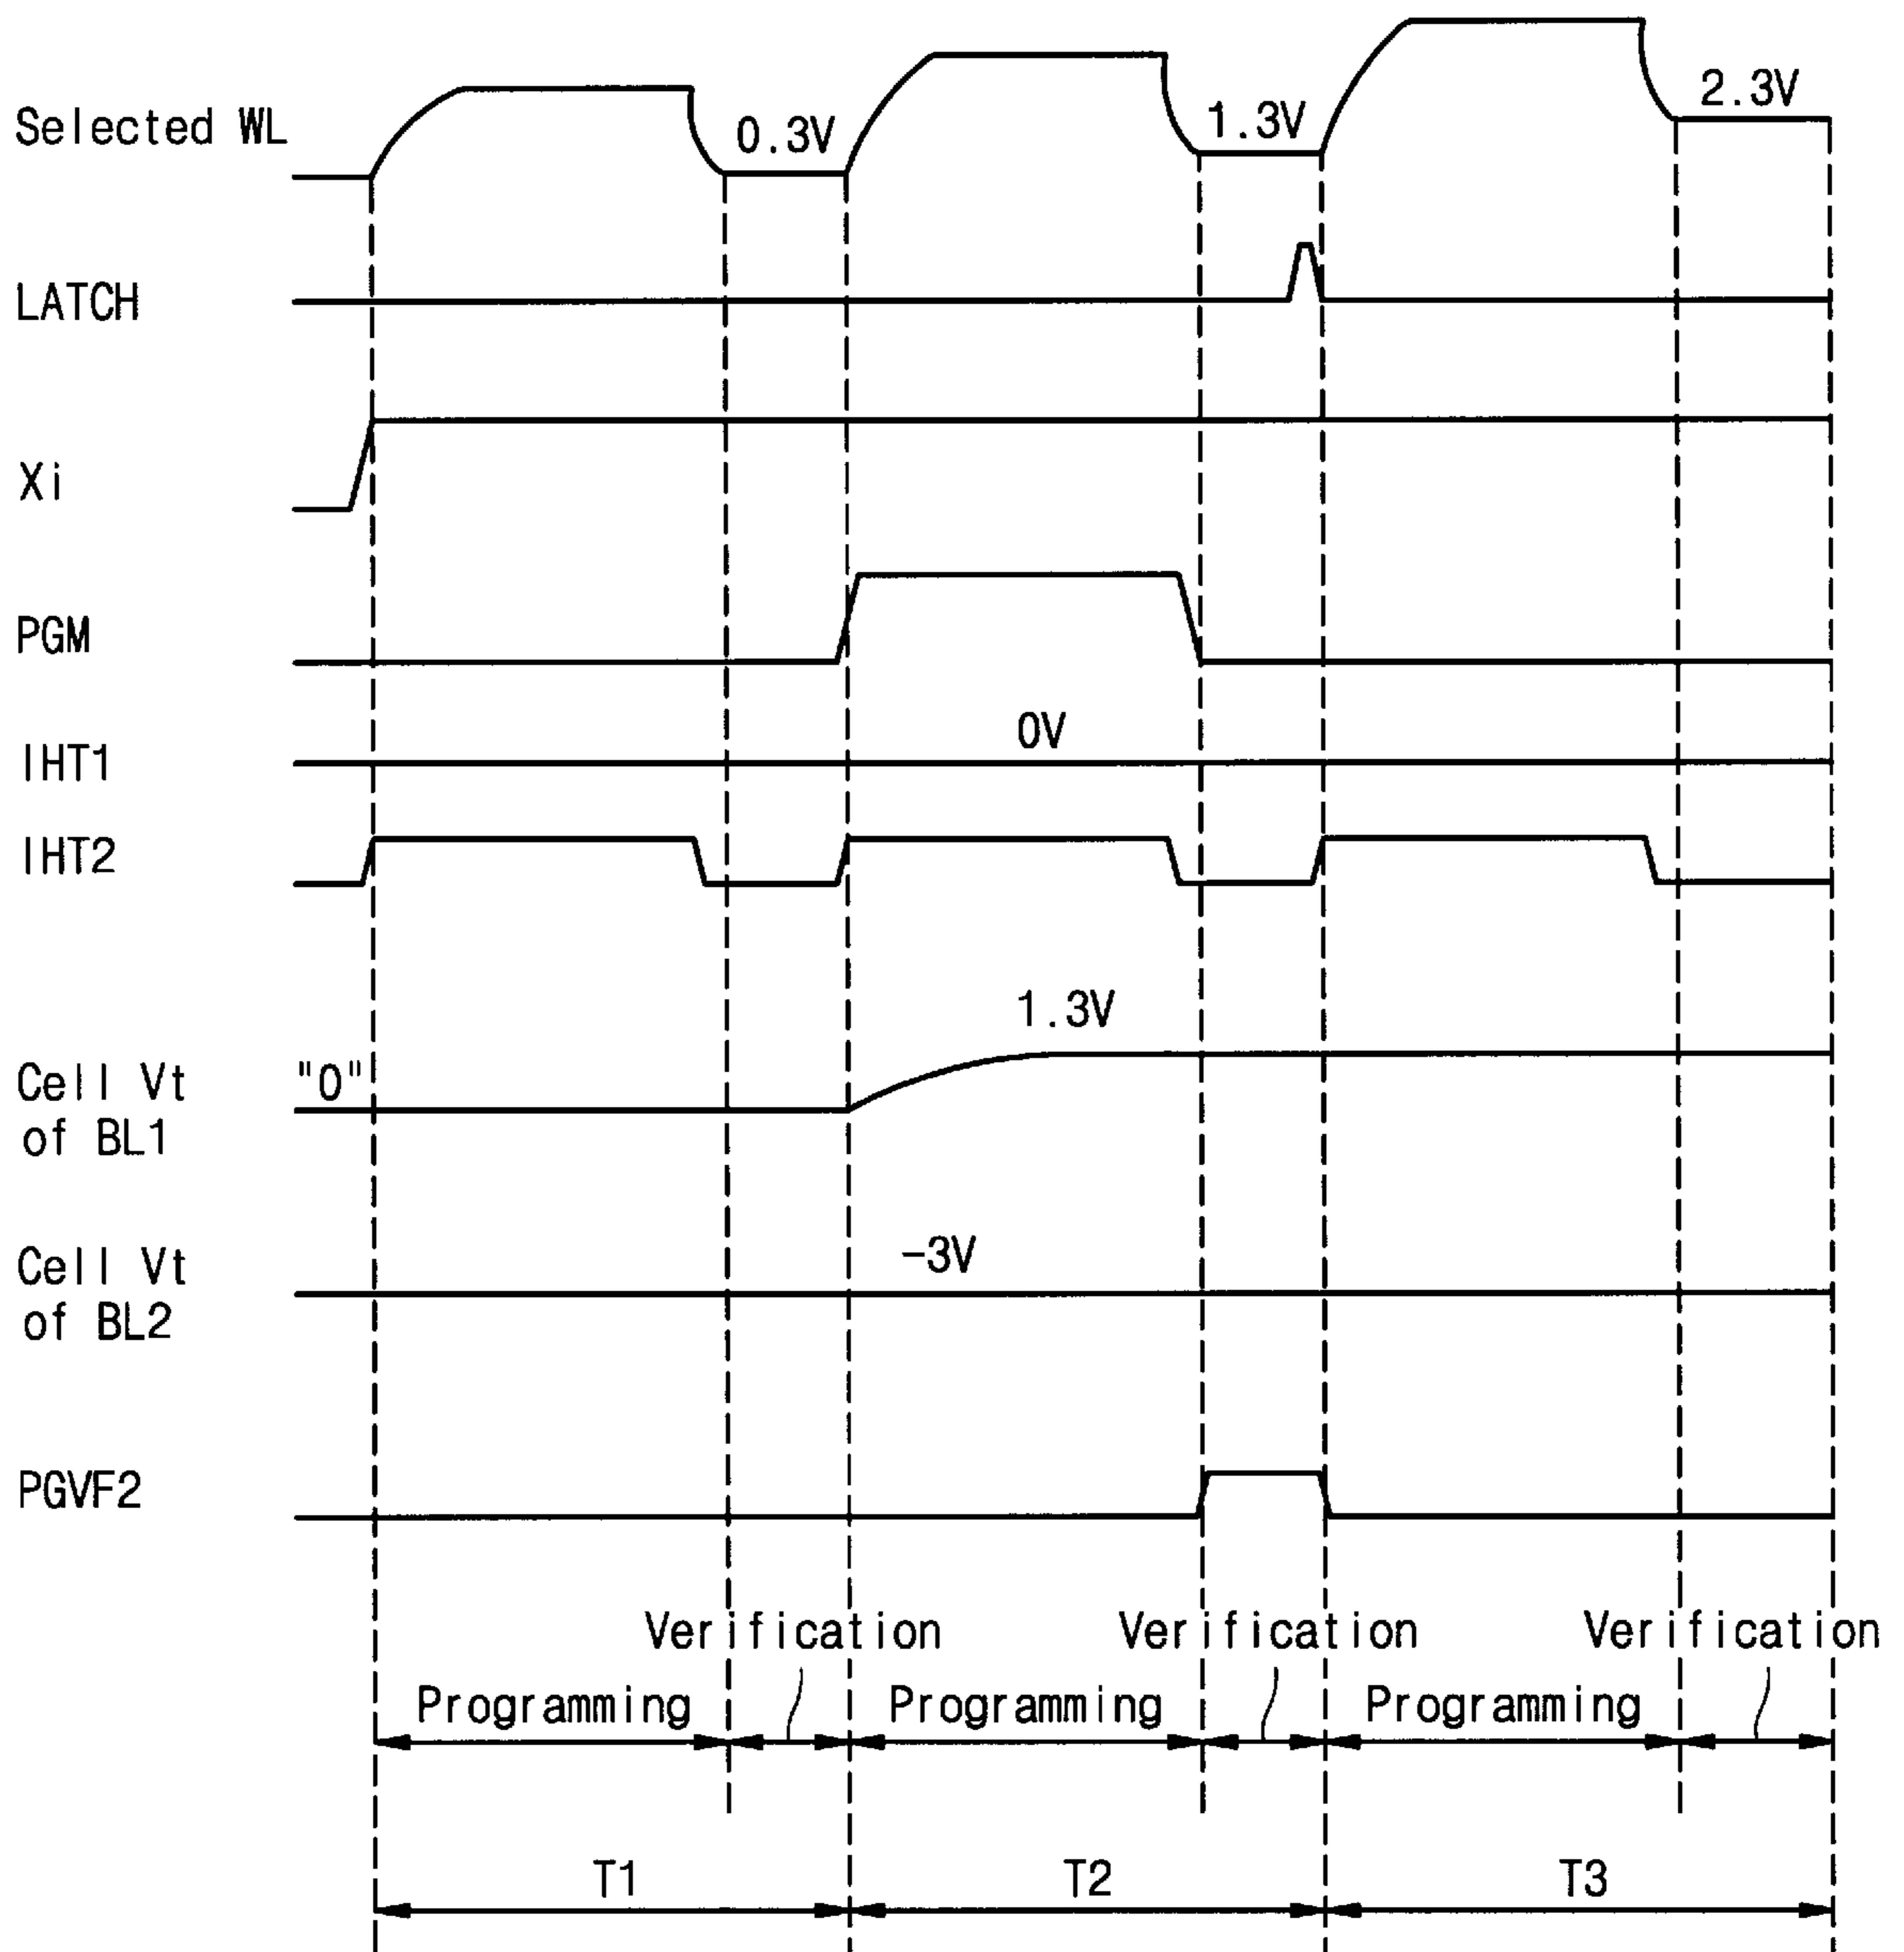 2.3V
1.3V
0.3V
Selected WL
LATCH
Xi
PGM
0V
IHT1
IHT2
1.3V
Cell Vt "0"
of BL1
-3V
Cell Vt
of BL2
PGVF2
Verification Verification Verification
Programming Programming Programming
T1 T2 T3